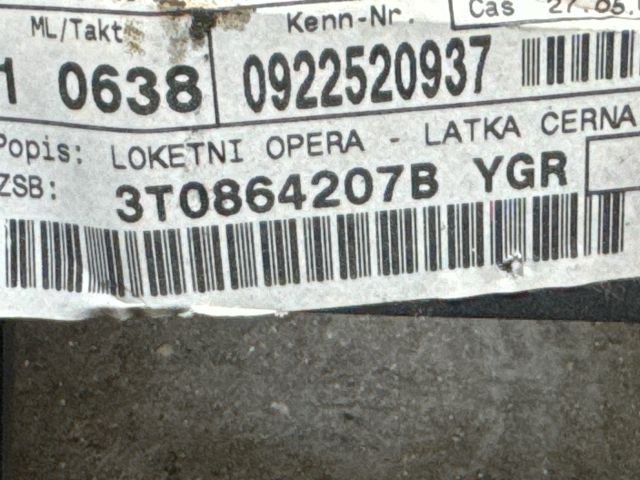 ML/Takt Kenn-Nr. Cas 27.05.
1 0638 0922520937
Popis: LOKETNI OPERA - LATKA CERNA
ZSB: 3T0864207B YGR